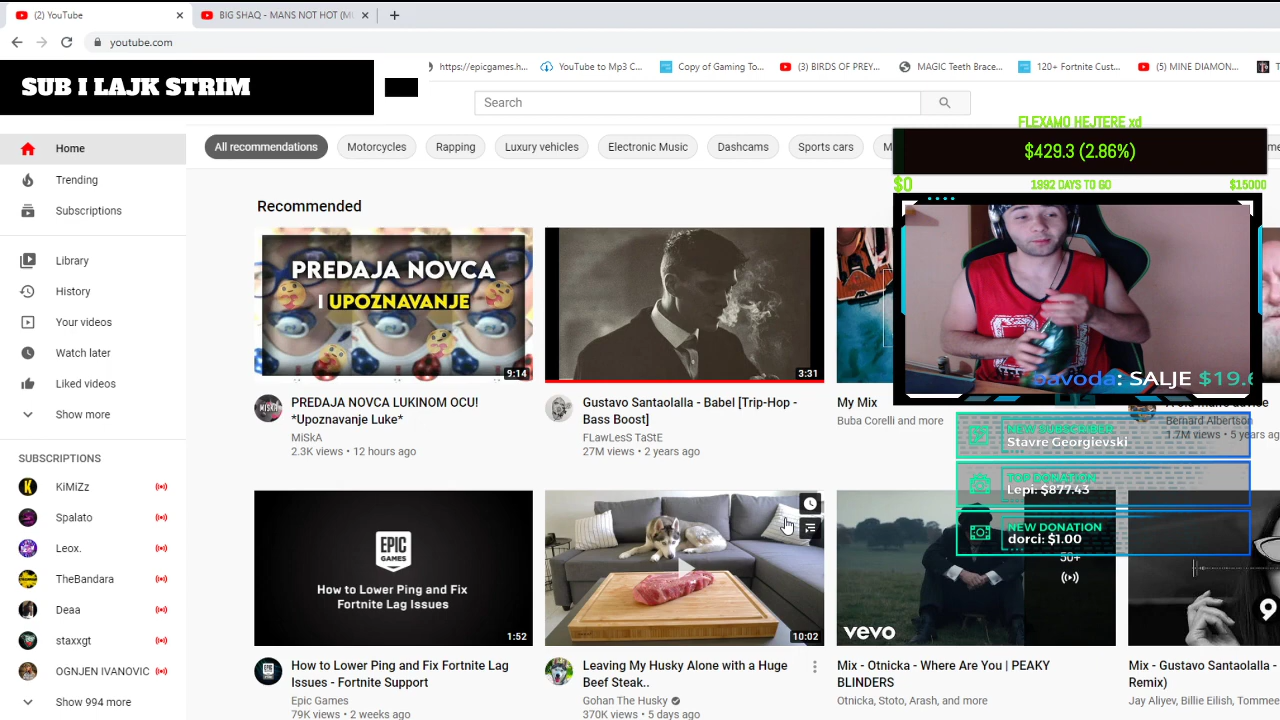 (2) YouTube
BIG SHAQ - MANS NOT HOT (M
youtube.com
https://epicgames.h...
YouTube to Mp3 C...
Copy of Gaming To...
(3) BIRDS OF PREY...
MAGIC Teeth Brace...
120+ Fortnite Cust...
(5) MINE DIAMON...
SUB I LAJK STRIM
Search
FLEXAMO HEJTERE xd
$429.3 (2.86%)
$0
1992 DAYS TO GO
$15000
All recommendations
Motorcycles
Rapping
Luxury vehicles
Electronic Music
Dashcams
Sports cars
Home
Trending
Subscriptions
Library
History
Your videos
Watch later
Liked videos
Show more
SUBSCRIPTIONS
KiMiZz
Spalato
Leox.
TheBandara
Deaa
staxxgt
OGNJEN IVANOVIC
Show 994 more
Recommended
PREDAJA NOVCA
I UPOZNAVANJE
9:14
PREDAJA NOVCA LUKINOM OCU!
*Upoznavanje Luke*
MiSkA
2.3K views • 12 hours ago
3:31
Gustavo Santaolalla - Babel [Trip-Hop -
Bass Boost]
FLawLesS TaStE
27M views • 2 years ago
My Mix
Buba Corelli and more
savoda: SALJE $19.6
Bernard Albertson
1.7M views • 5 years ag
NEW SUBSCRIBER
Stavre Georgievski
TOP DONATION
Lepi: $877.43
NEW DONATION
dorci: $1.00
EPIC
GAMES
How to Lower Ping and Fix
Fortnite Lag Issues
1:52
How to Lower Ping and Fix Fortnite Lag
Issues - Fortnite Support
Epic Games
79K views • 2 weeks ago
10:02
Leaving My Husky Alone with a Huge
Beef Steak..
Gohan The Husky
370K views • 5 days ago
50+
vevo
Mix - Otnicka - Where Are You | PEAKY
BLINDERS
Otnicka, Stoto, Arash, and more
Mix - Gustavo Santaolalla -
Remix)
Jay Aliyev, Billie Eilish, Tommee